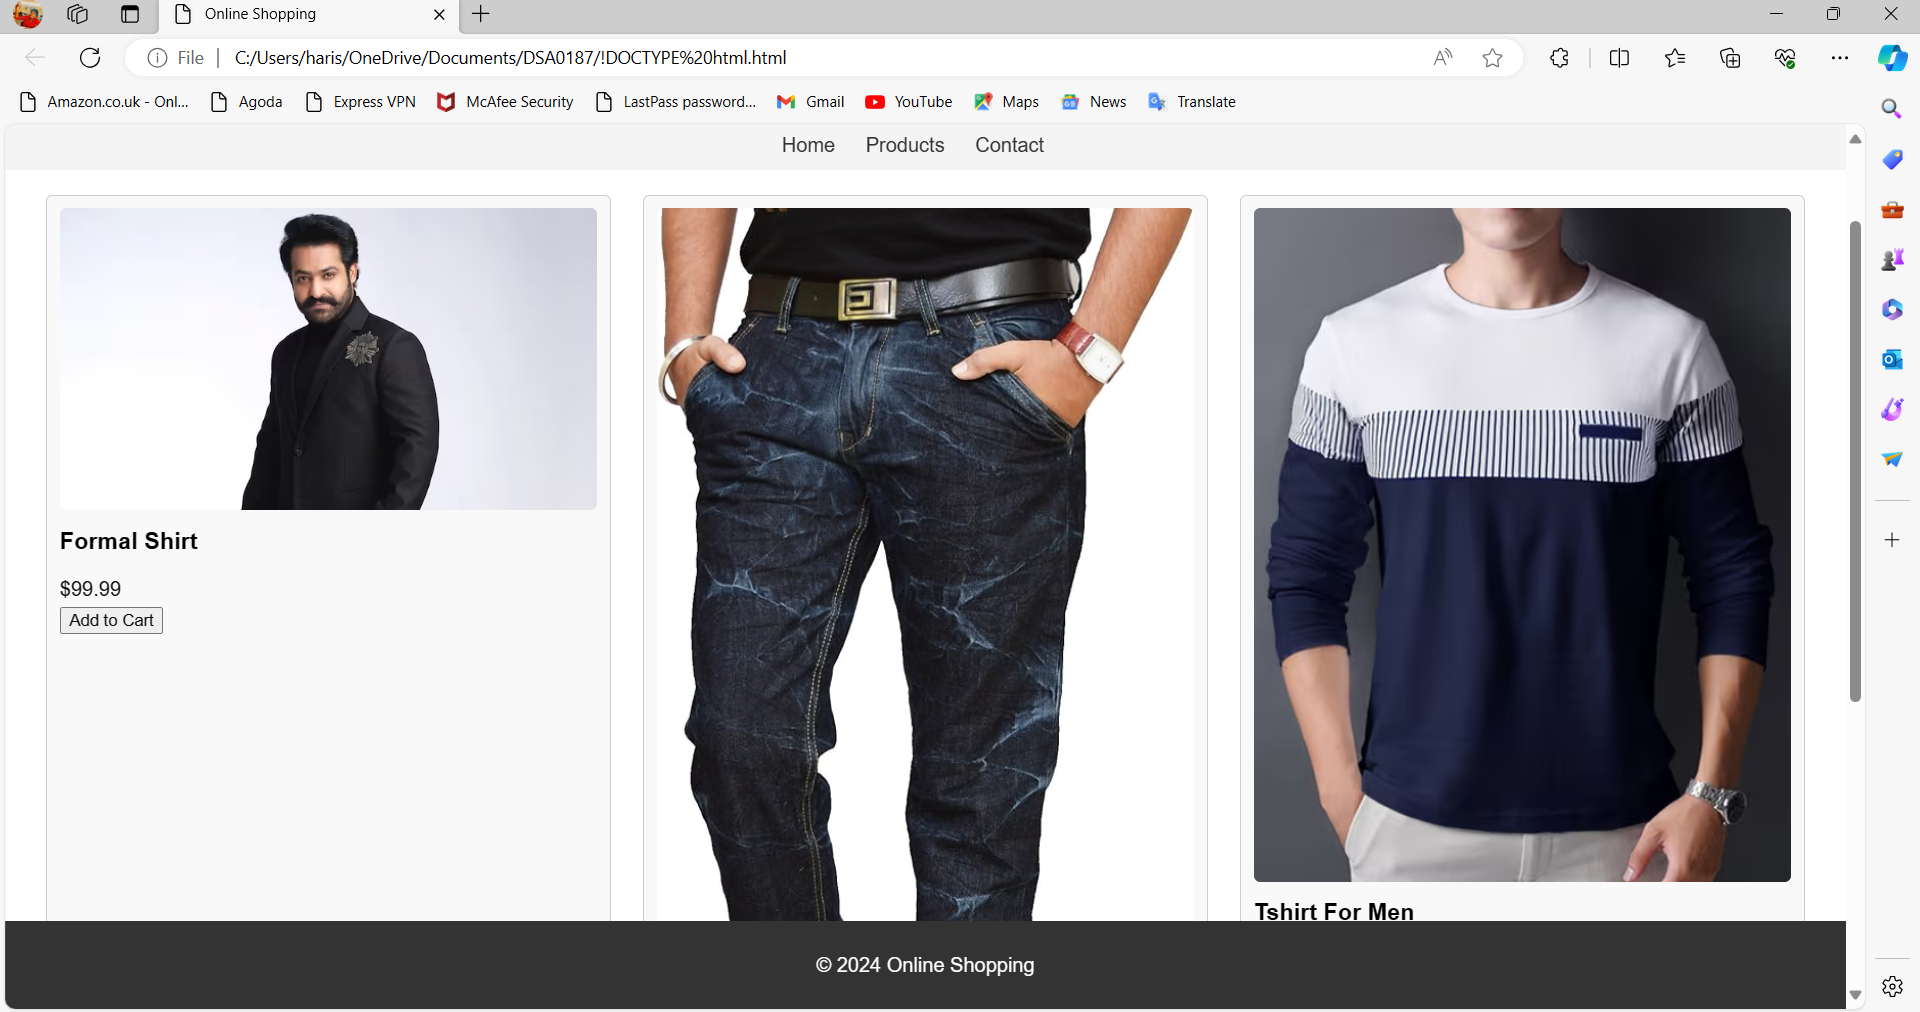 Online Shopping
File
C:/Users/haris/OneDrive/Documents/DSA0187/!DOCTYPE%20html.html
Amazon.co.uk - Onl...
Agoda
Express VPN
McAfee Security
LastPass password...
Gmail
YouTube
Maps
News
Translate
Home Products Contact
Formal Shirt
$99.99
Add to Cart
Tshirt For Men
© 2024 Online Shopping